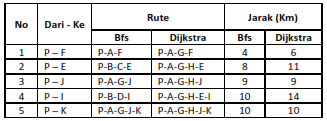 No Dari - Ke Rute Jarak (Km)
Bfs Dijkstra Bfs Dijkstra
1 P – F P-A-F P-A-G-F 4 6
2 P – E P-B-C-E P-A-G-H-E 8 11
3 P – J P-A-G-J P-A-G-H-J 9 9
4 P – I P-B-D-I P-A-G-H-E-I 10 14
5 P – K P-A-G-J-K P-A-G-H-J-K 10 10